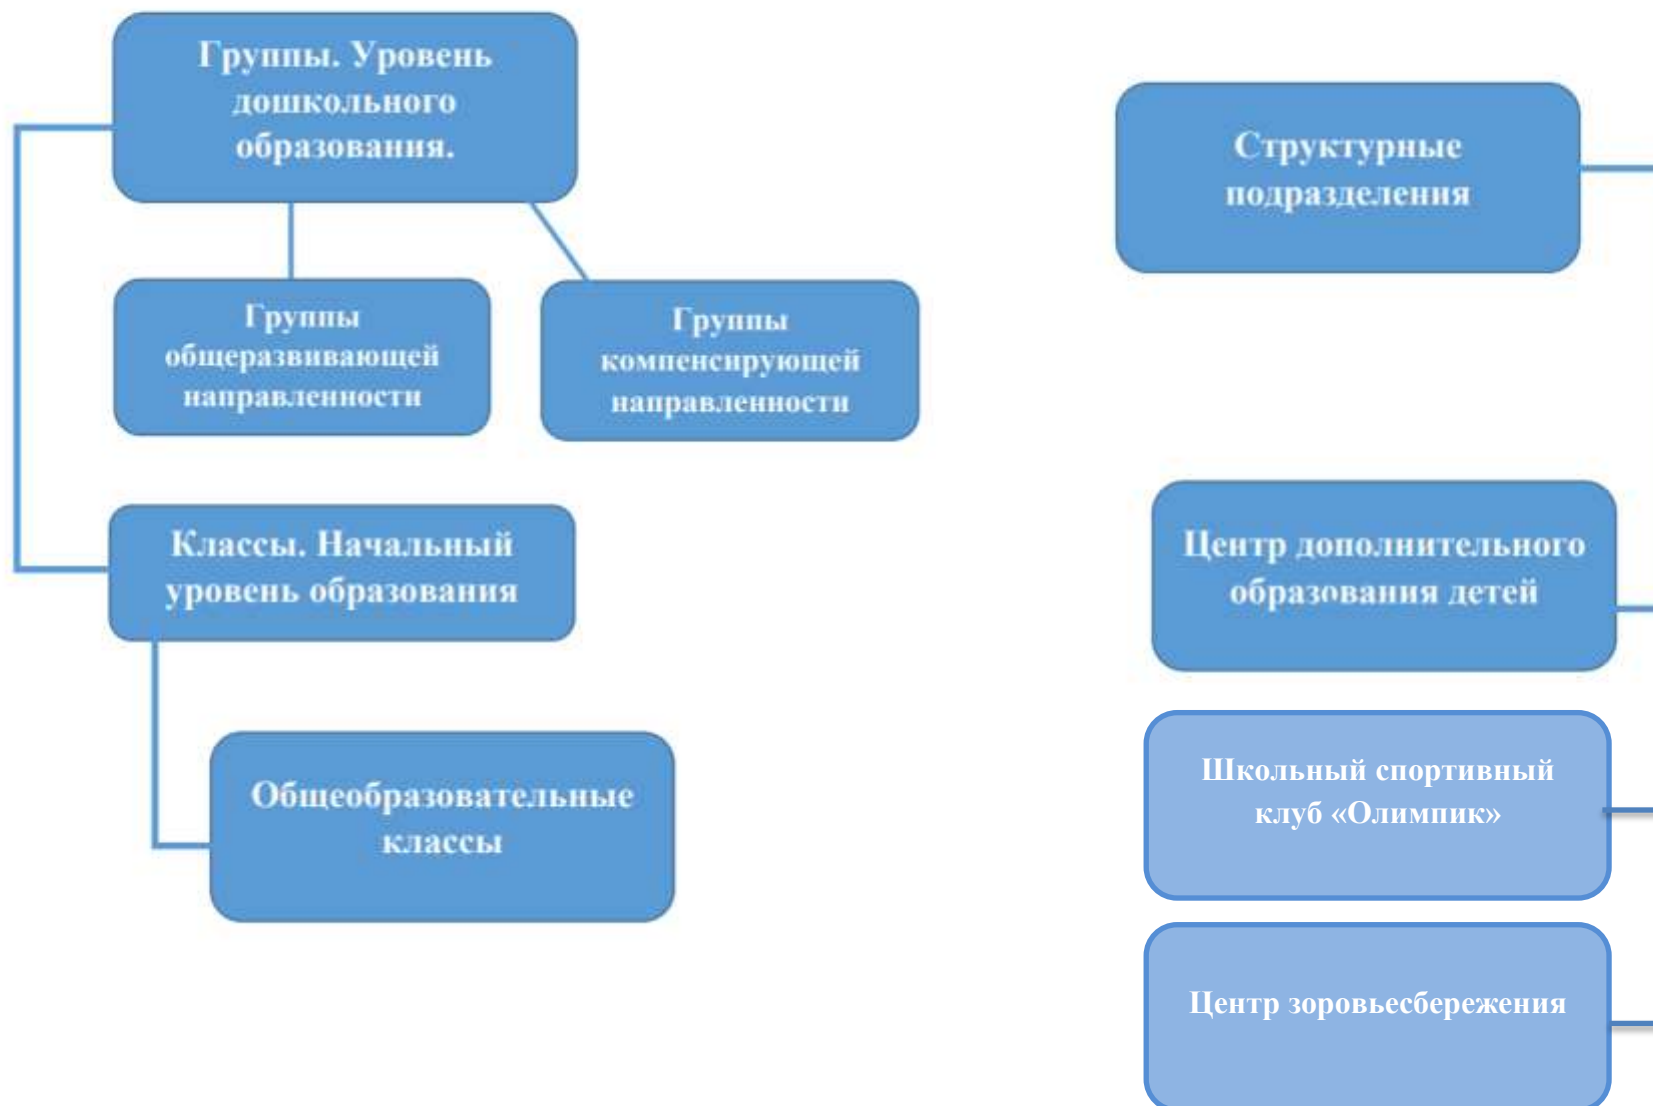 Группы. Уровень
дошкольного
образования.
Группы
общеразвивающей
направленности
Группы
компенсирующей
направленности
Классы. Начальный
уровень образования
Общеобразовательные
классы
Структурные
подразделения
Центр дополнительного
образования детей
Школьный спортивный
клуб «Олимпик»
Центр зоровьесбережения